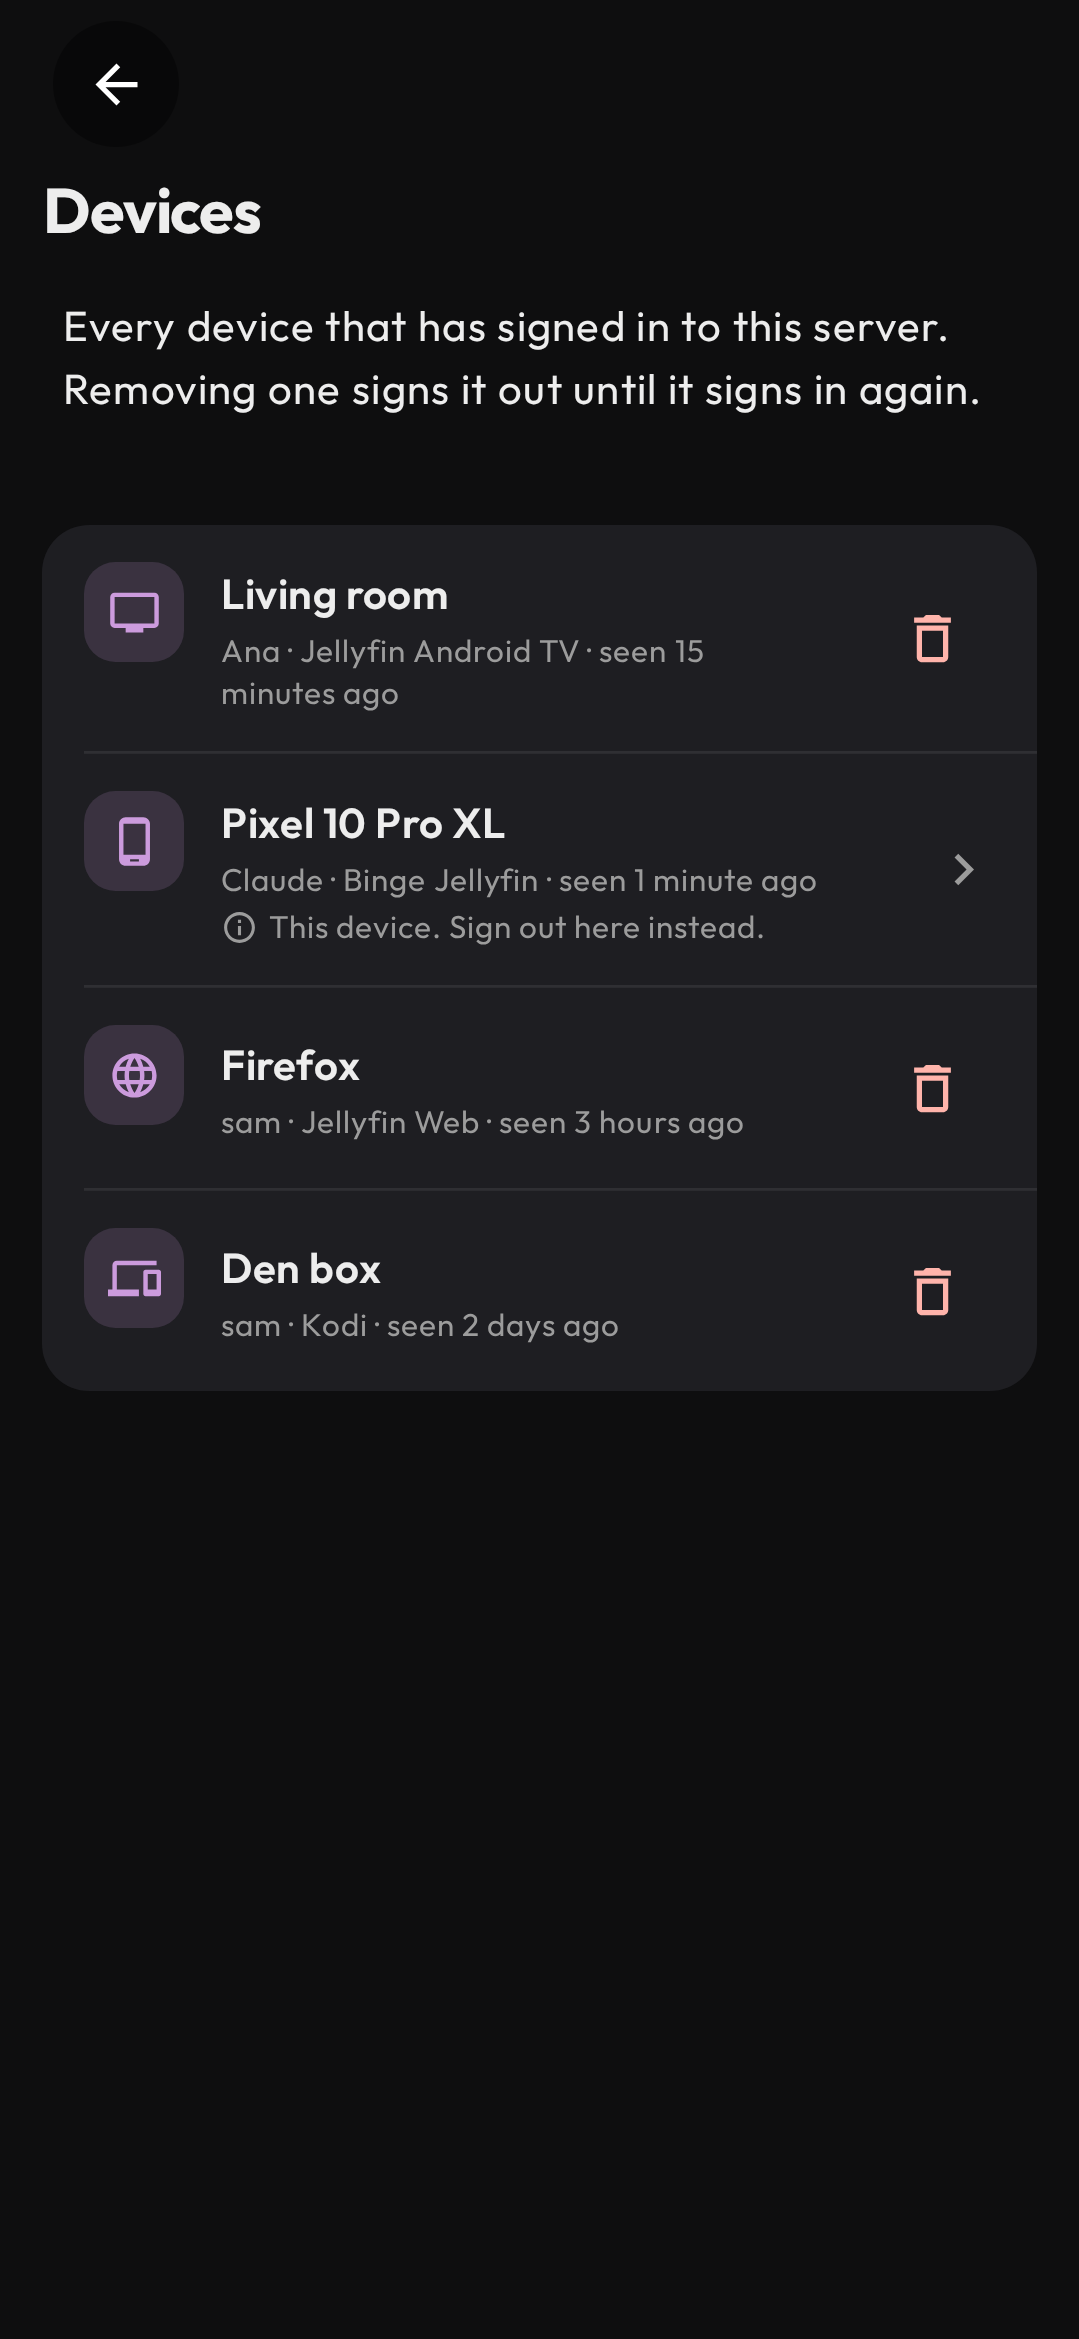 Devices
Every device that has signed in to this server.
Removing one signs it out until it signs in again.
Living room
Ana · Jellyfin Android TV · seen 15
minutes ago
Pixel 10 Pro XL
Claude · Binge Jellyfin · seen 1 minute ago
This device. Sign out here instead.
Firefox
sam · Jellyfin Web · seen 3 hours ago
Den box
sam · Kodi · seen 2 days ago